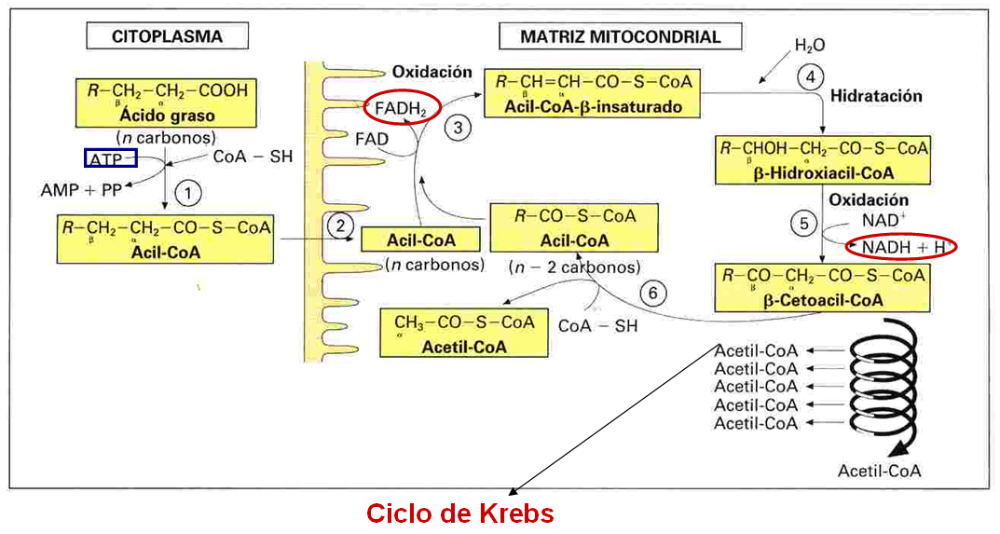 CITOPLASMA
MATRIZ MITOCONDRIAL
R–CH₂–CH₂–COOH
β α
Ácido graso
(n carbonos)
ATP
CoA – SH
AMP + PP
1
R–CH₂–CH₂–CO–S–CoA
β α
Acil-CoA
2
Acil-CoA
(n carbonos)
Oxidación
FADH₂
FAD
3
R–CH=CH–CO–S–CoA
β α
Acil-CoA-β-insaturado
H₂O
4
Hidratación
R–CHOH–CH₂–CO–S–CoA
β α
β-Hidroxiacil-CoA
Oxidación
5
NAD⁺
NADH + H⁺
R–CO–CH₂–CO–S–CoA
β α
β-Cetoacil-CoA
6
CoA – SH
R–CO–S–CoA
Acil-CoA
(n – 2 carbonos)
CH₃–CO–S–CoA
α
Acetil-CoA
Acetil-CoA
Acetil-CoA
Acetil-CoA
Acetil-CoA
Acetil-CoA
Acetil-CoA
Ciclo de Krebs